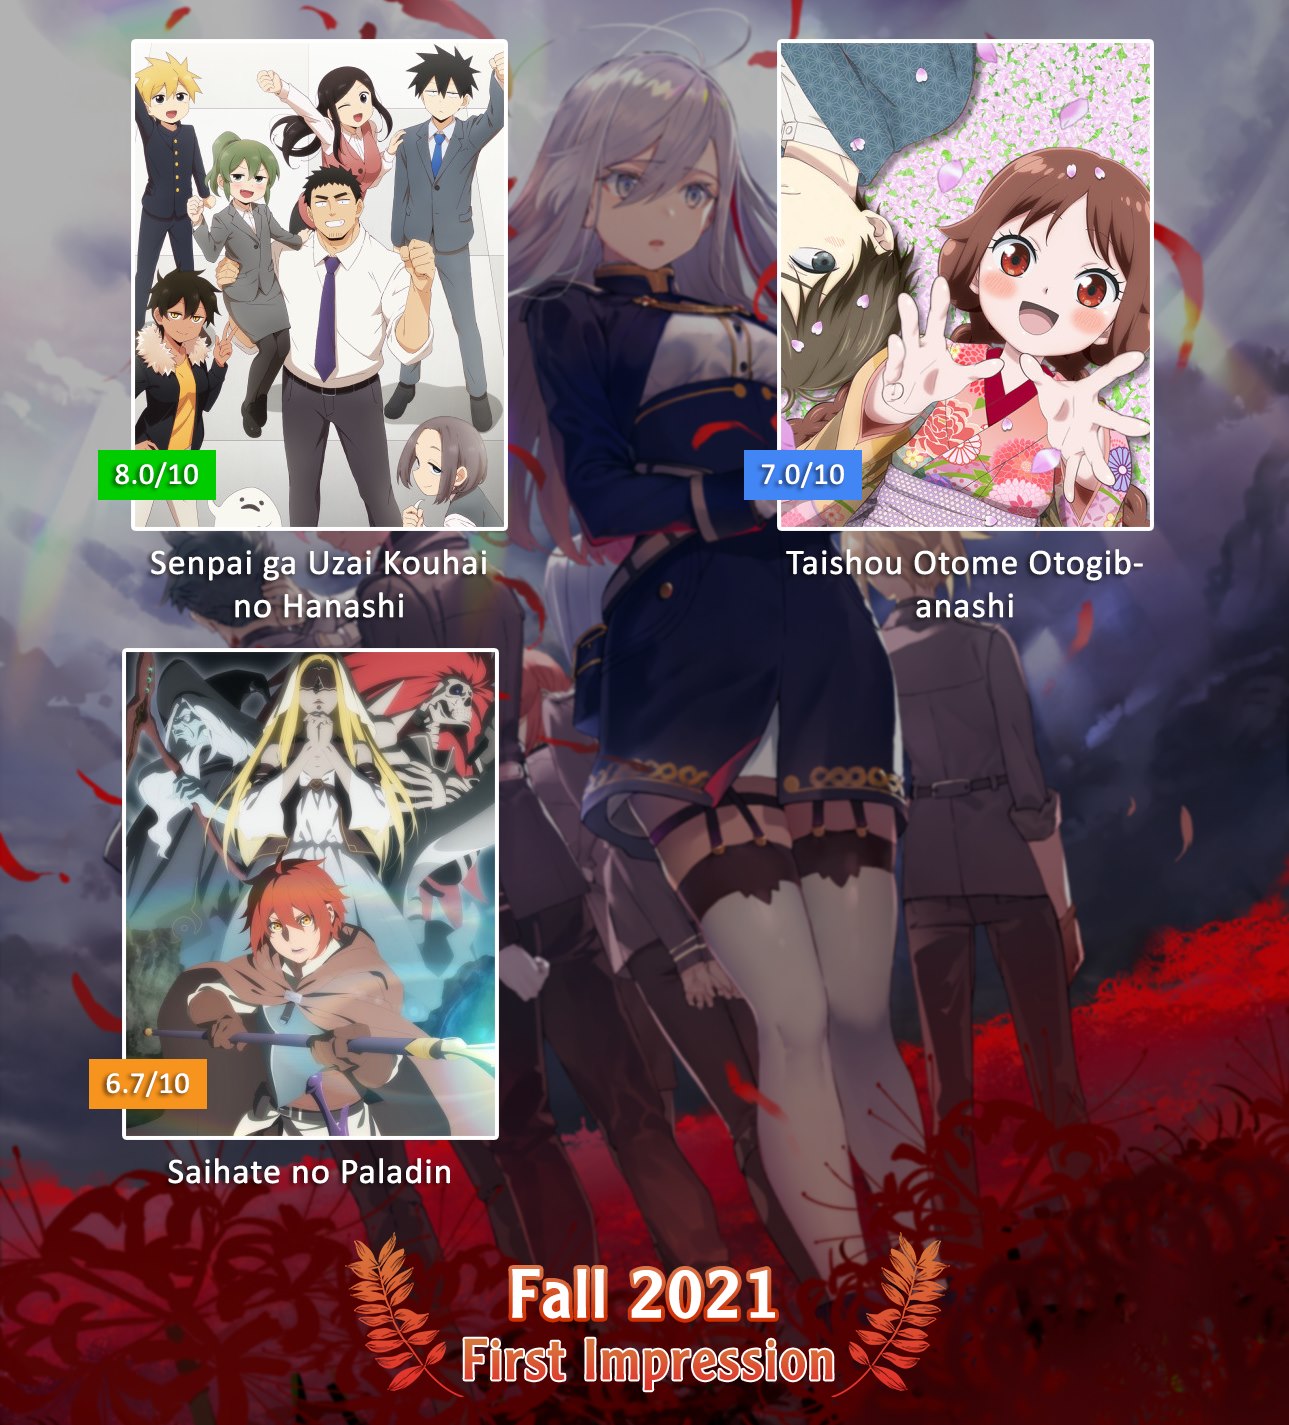 8.0/10
Senpai ga Uzai Kouhai
no Hanashi
7.0/10
Taishou Otome Otogib-
anashi
6.7/10
Saihate no Paladin
Fall 2021
First Impression